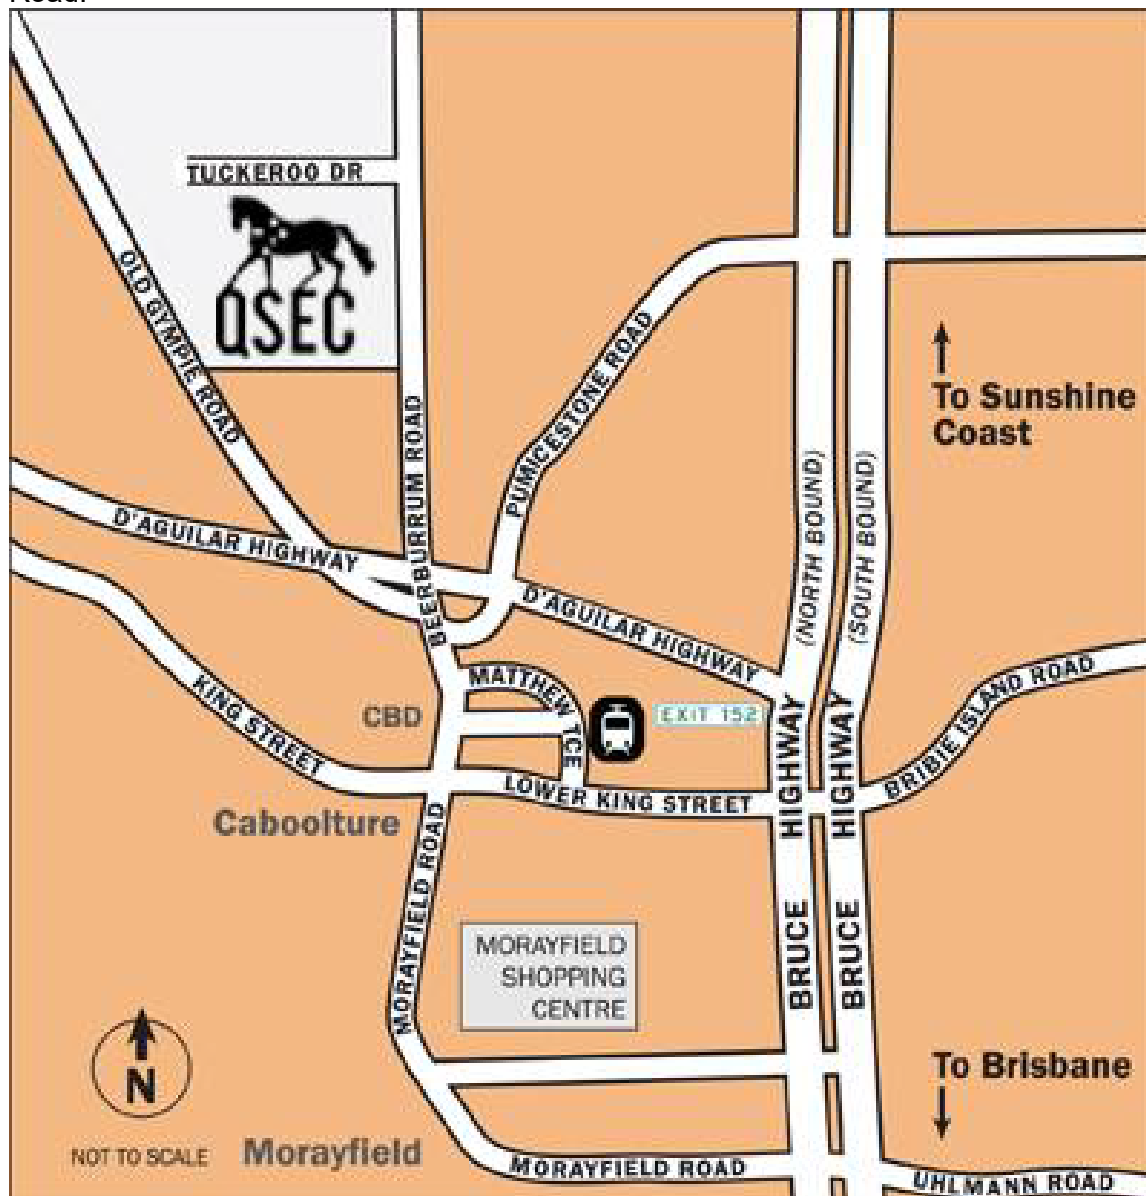 TUCKEROO DR
QSEC
OLD GYMPIE ROAD
BEERBURRUM ROAD
PUMICESTONE ROAD
To Sunshine
Coast
(NORTH BOUND)
(SOUTH BOUND)
D'AGUILAR HIGHWAY
D'AGUILAR HIGHWAY
MATTHEW TCE
CBD
EXIT 152
KING STREET
LOWER KING STREET
BRIBIE ISLAND ROAD
BRUCE HIGHWAY
BRUCE HIGHWAY
Caboolture
MORAYFIELD ROAD
MORAYFIELD
SHOPPING
CENTRE
To Brisbane
N
NOT TO SCALE
Morayfield
MORAYFIELD ROAD
UHLMANN ROAD